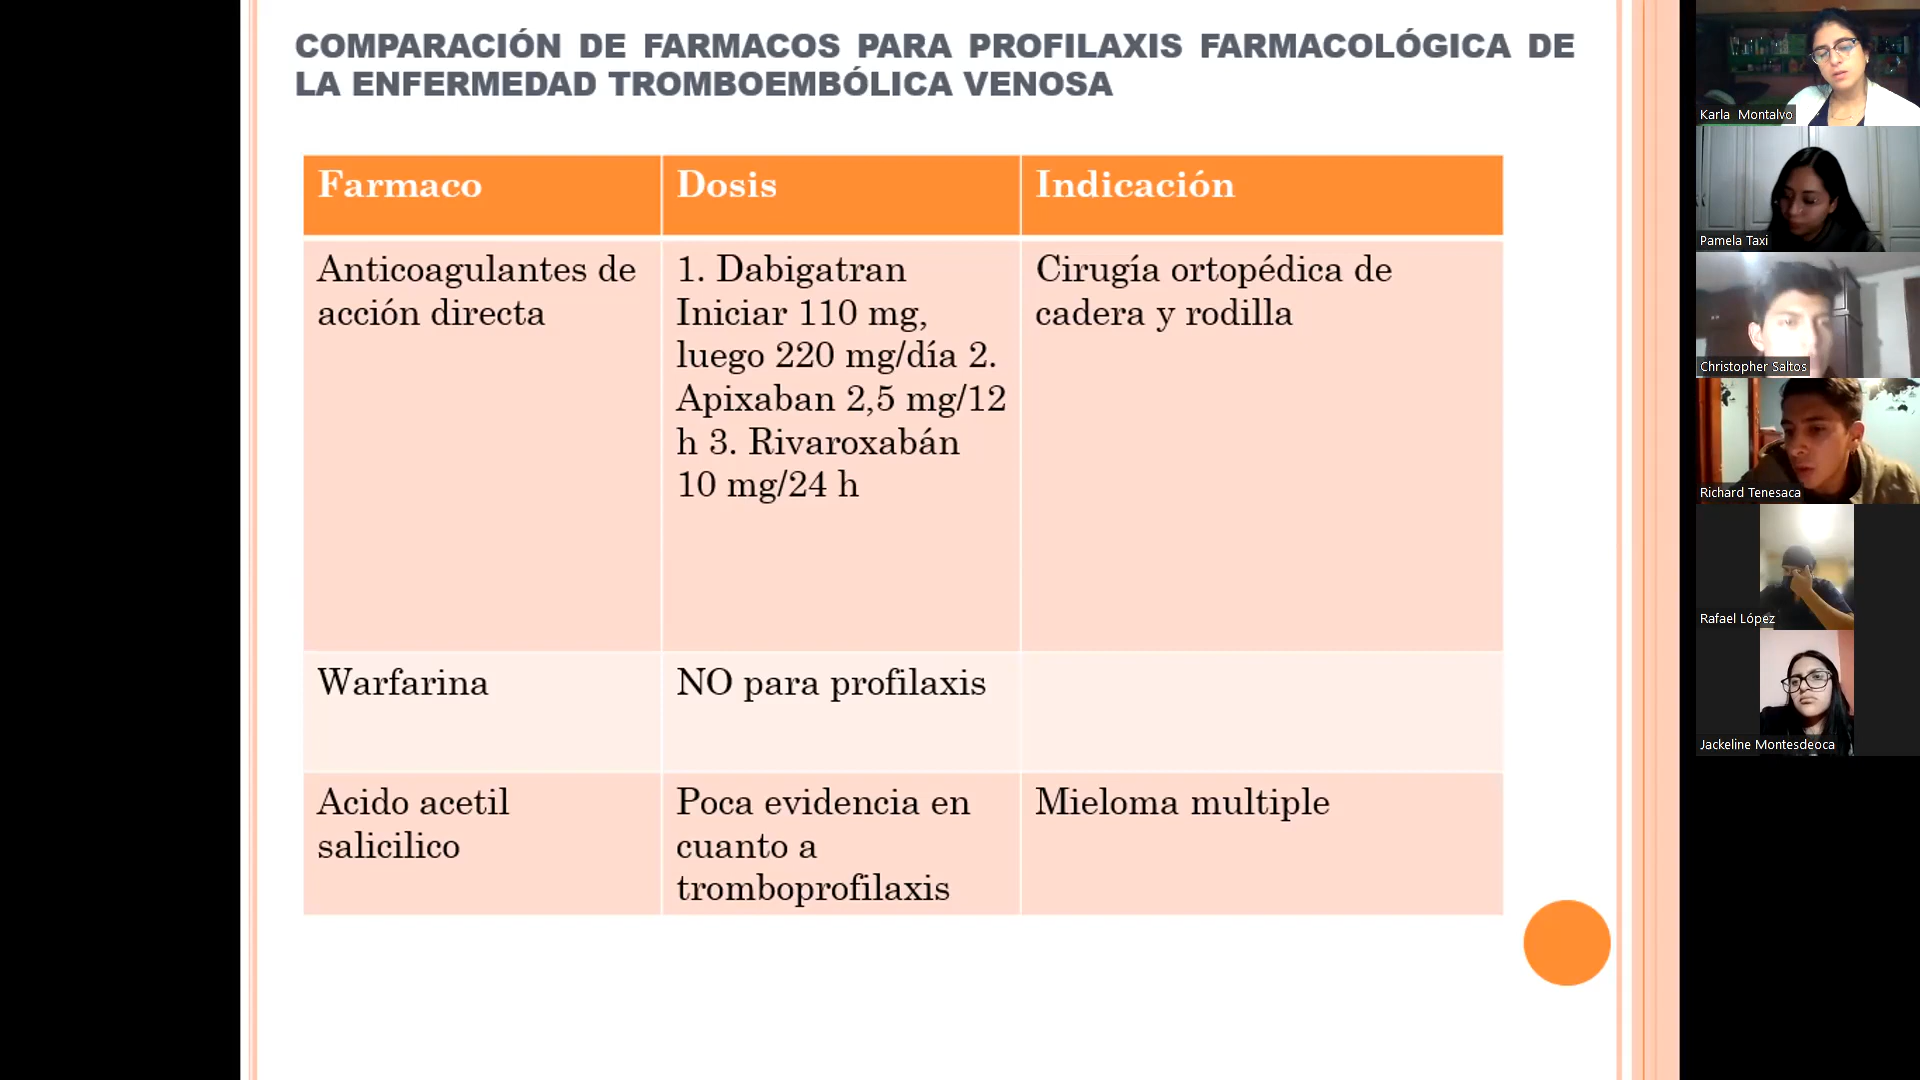 COMPARACIÓN DE FARMACOS PARA PROFILAXIS FARMACOLÓGICA DE
LA ENFERMEDAD TROMBOEMBÓLICA VENOSA
Farmaco
Dosis
Indicación
Anticoagulantes de
acción directa
1. Dabigatran
Iniciar 110 mg,
luego 220 mg/día 2.
Apixaban 2,5 mg/12
h 3. Rivaroxabán
10 mg/24 h
Cirugía ortopédica de
cadera y rodilla
Warfarina
NO para profilaxis
Acido acetil
salicilico
Poca evidencia en
cuanto a
tromboprofilaxis
Mieloma multiple
Karla Montalvo
Pamela Taxi
Christopher Saltos
Richard Tenesaca
Rafael López
Jackeline Montesdeoca